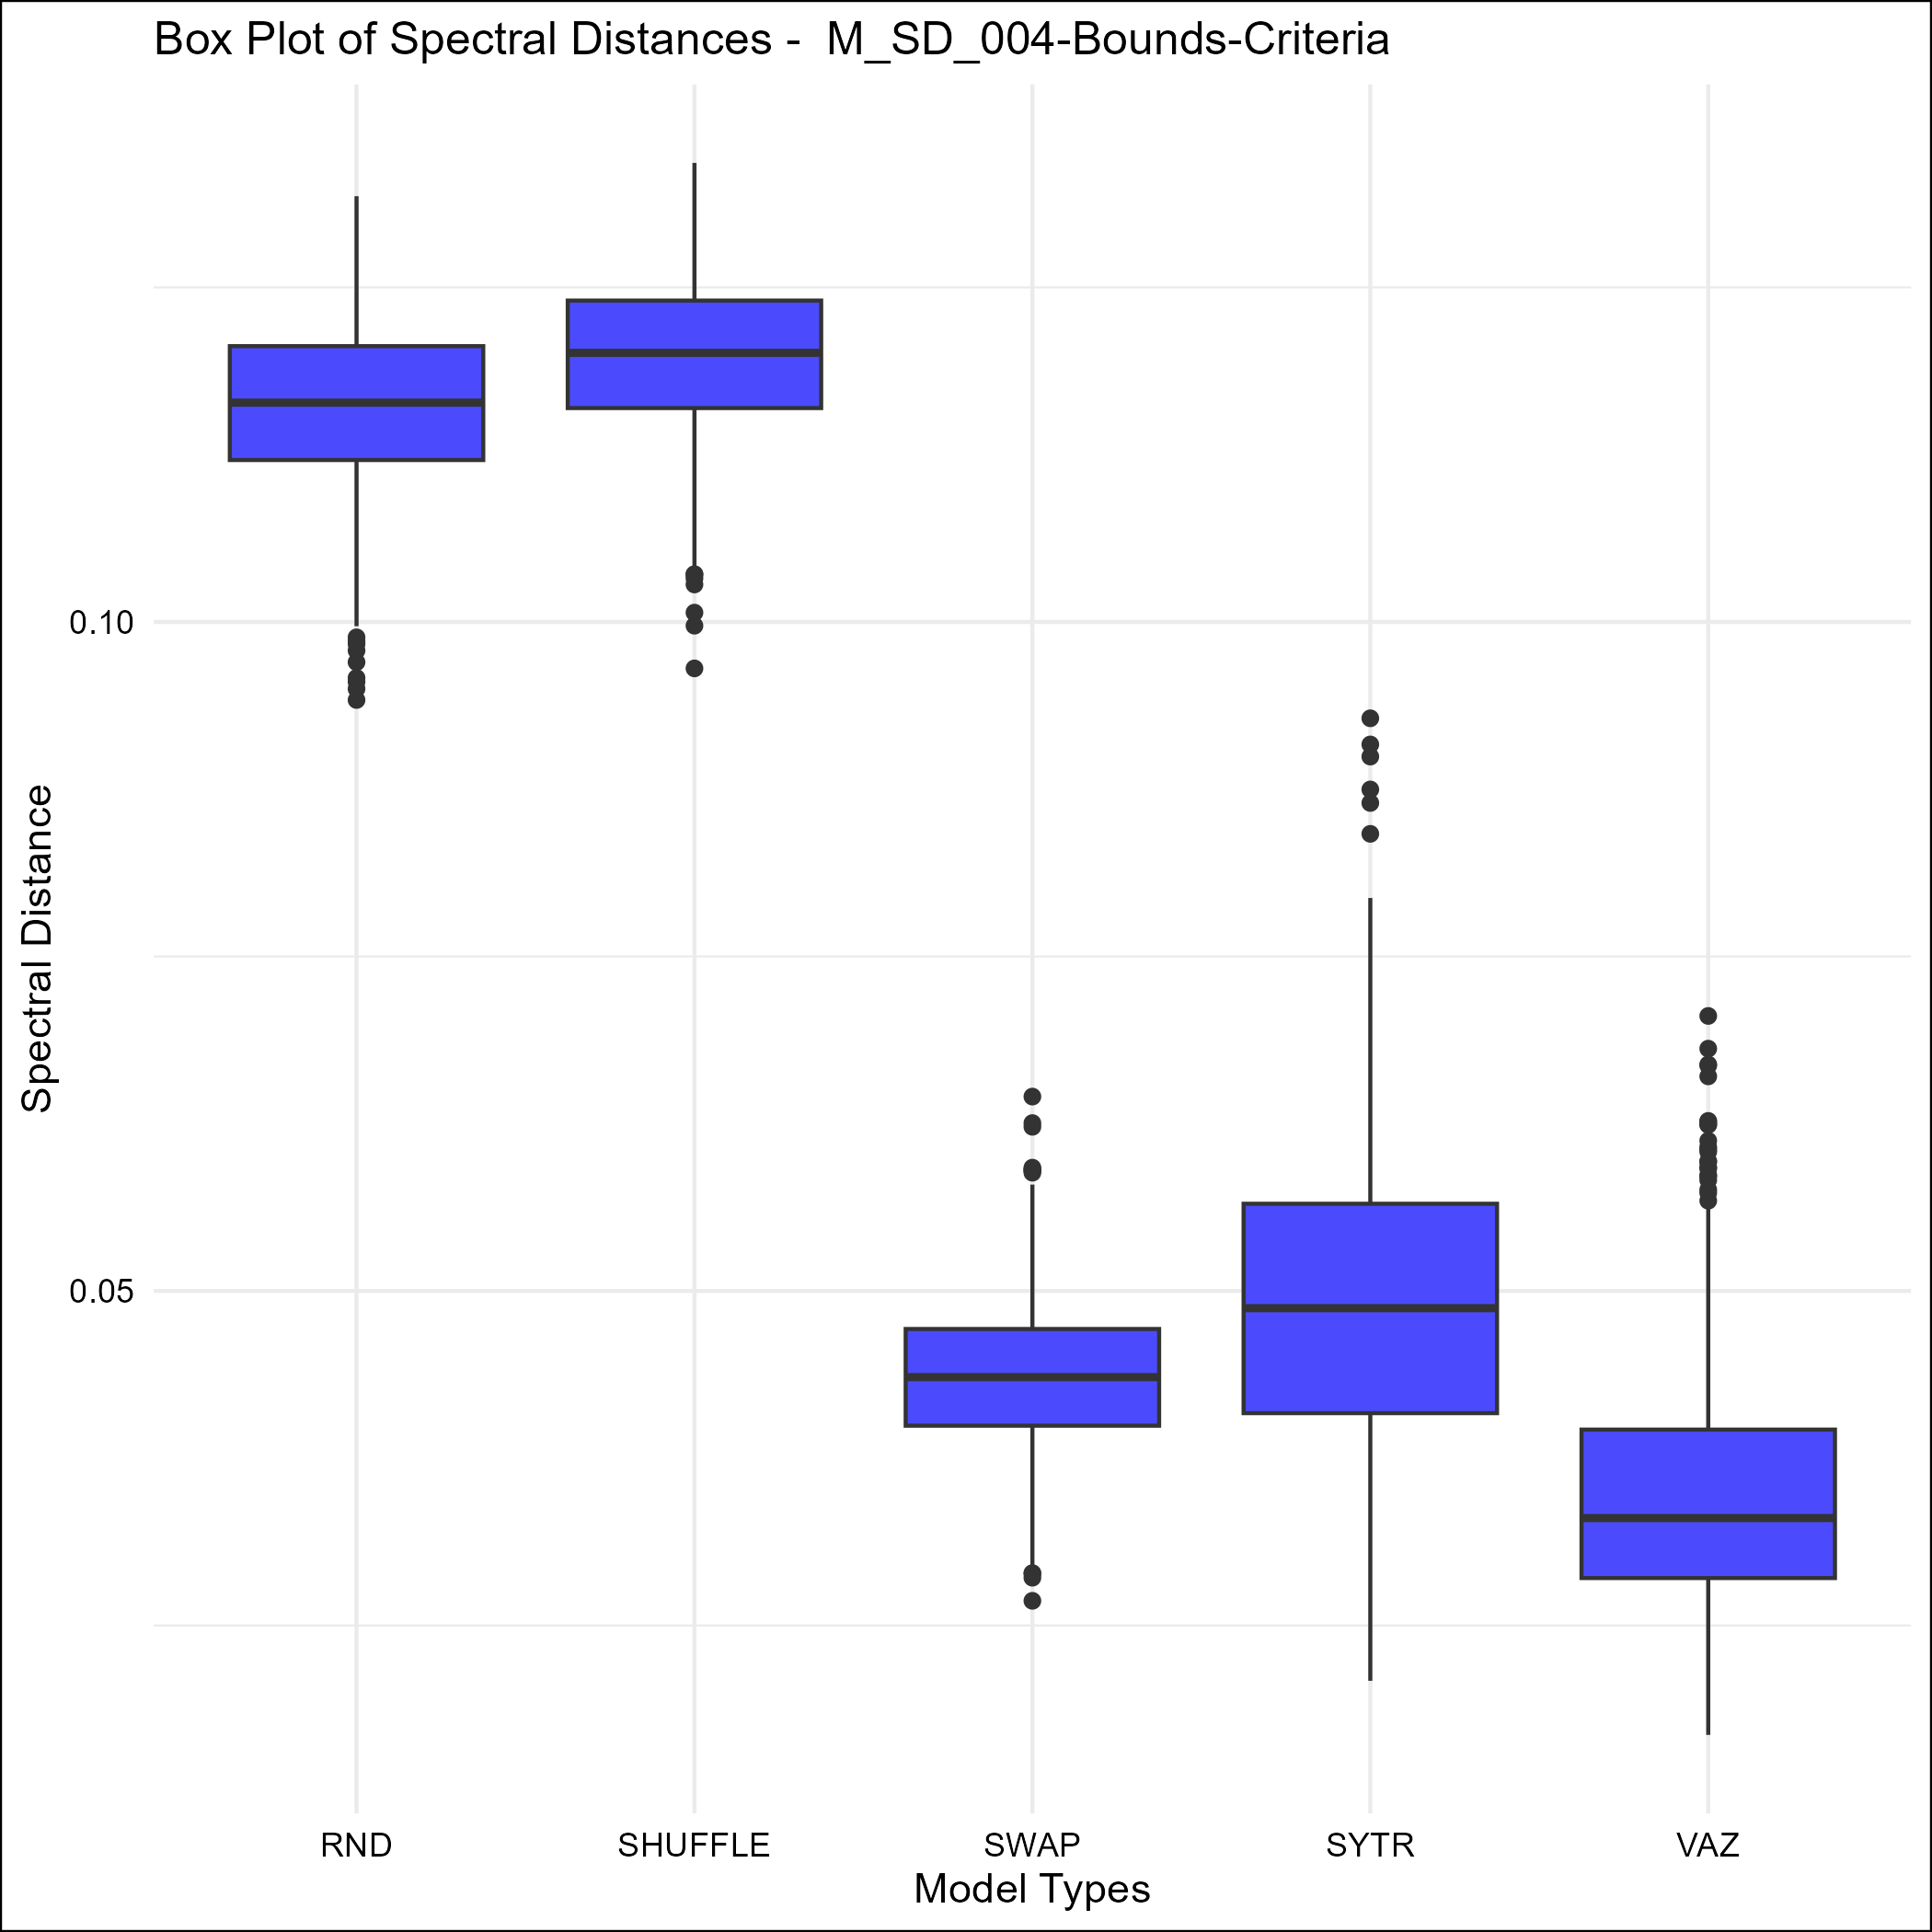 Box Plot of Spectral Distances -  M_SD_004-Bounds-Criteria
Spectral Distance
0.10
0.05
RND SHUFFLE SWAP SYTR VAZ
Model Types